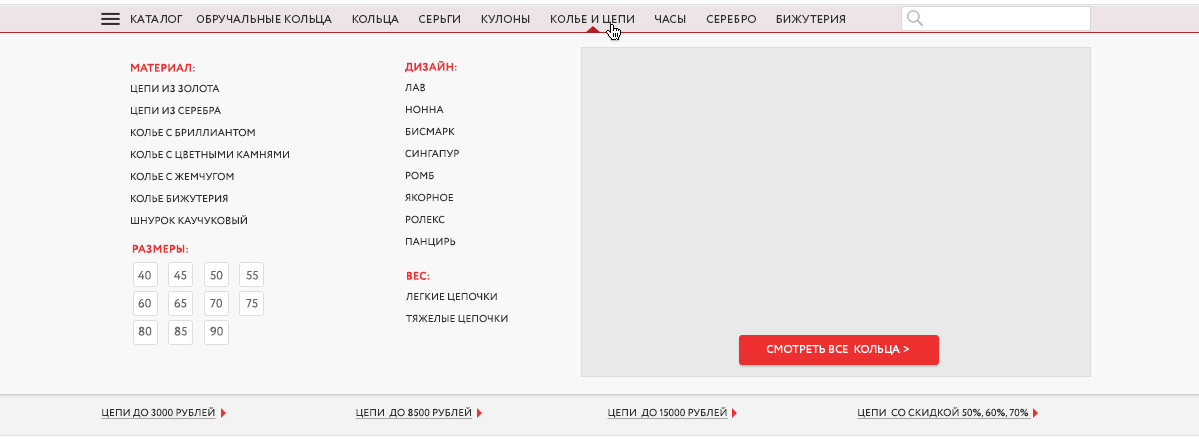 КАТАЛОГ ОБРУЧАЛЬНЫЕ КОЛЬЦА КОЛЬЦА СЕРЬГИ КУЛОНЫ КОЛЬЕ И ЦЕПИ ЧАСЫ СЕРЕБРО БИЖУТЕРИЯ
МАТЕРИАЛ:
ЦЕПИ ИЗ ЗОЛОТА
ЦЕПИ ИЗ СЕРЕБРА
КОЛЬЕ С БРИЛЛИАНТОМ
КОЛЬЕ С ЦВЕТНЫМИ КАМНЯМИ
КОЛЬЕ С ЖЕМЧУГОМ
КОЛЬЕ БИЖУТЕРИЯ
ШНУРОК КАУЧУКОВЫЙ
РАЗМЕРЫ:
40 45 50 55
60 65 70 75
80 85 90
ДИЗАЙН:
ЛАВ
НОННА
БИСМАРК
СИНГАПУР
РОМБ
ЯКОРНОЕ
РОЛЕКС
ПАНЦИРЬ
ВЕС:
ЛЕГКИЕ ЦЕПОЧКИ
ТЯЖЕЛЫЕ ЦЕПОЧКИ
СМОТРЕТЬ ВСЕ КОЛЬЦА >
ЦЕПИ ДО 3000 РУБЛЕЙ ЦЕПИ ДО 8500 РУБЛЕЙ ЦЕПИ ДО 15000 РУБЛЕЙ ЦЕПИ СО СКИДКОЙ 50%, 60%, 70%